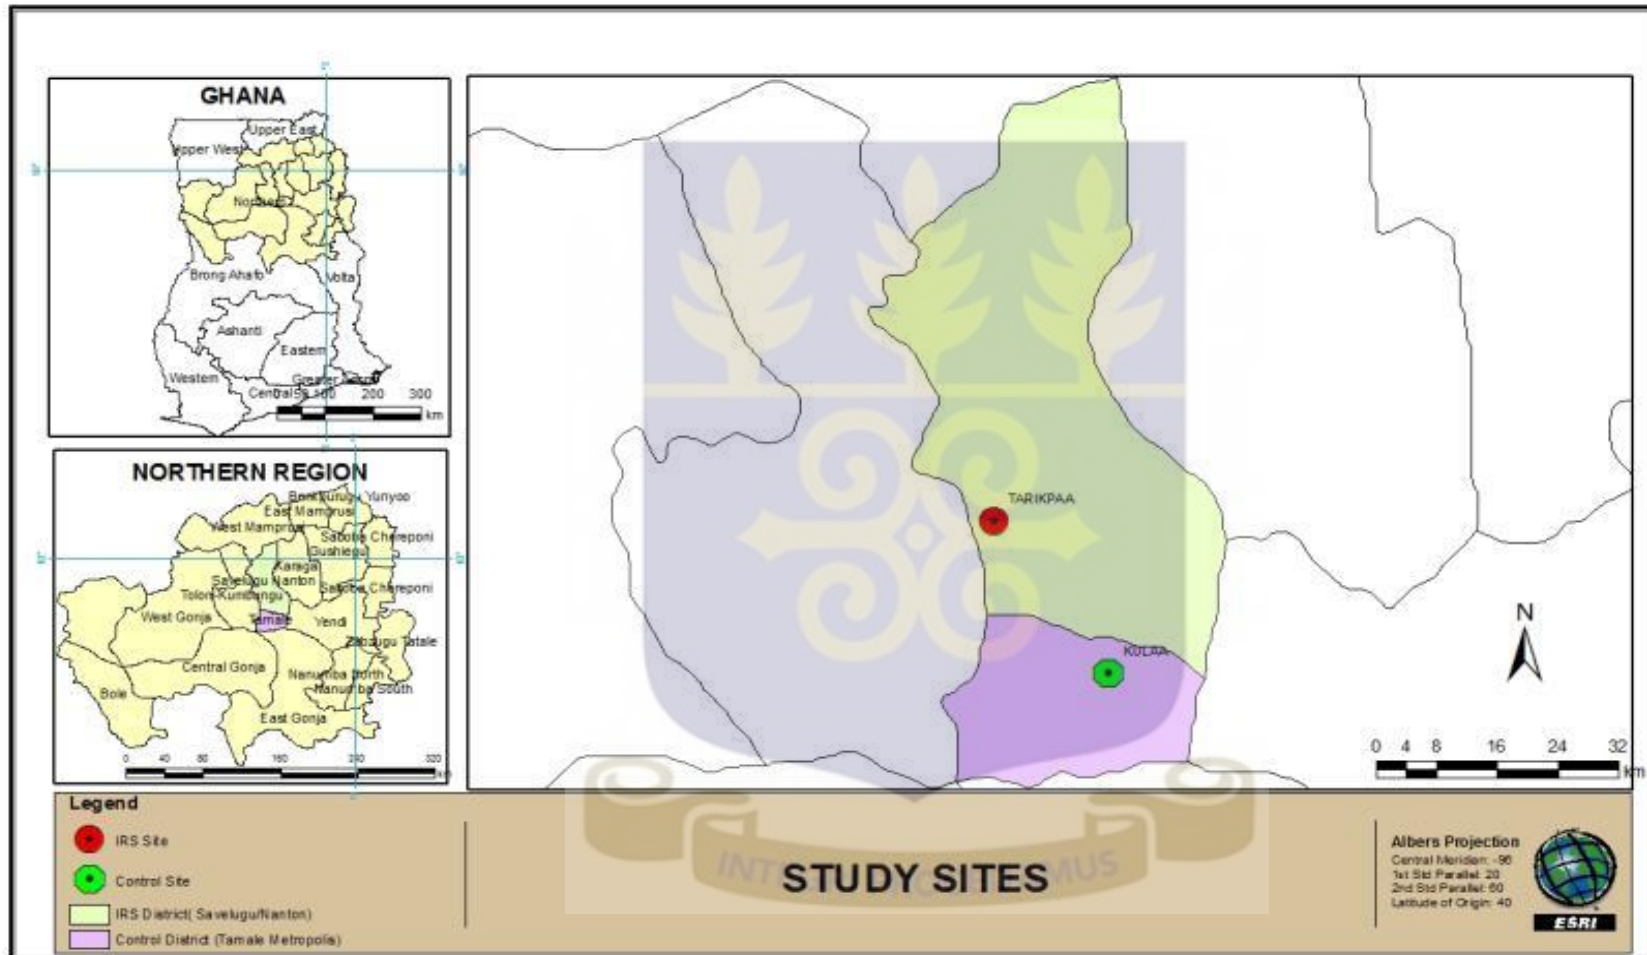 GHANA
Upper East
Upper West
Northern
Brong Ahafo
Volta
Ashanti
Eastern
Western
Central
100 200 300
km
NORTHERN REGION
East Mamprusi
West Mamprusi
Saboba Chereponi
Gushiegu
Karaga
Savelugu Nanton
Saboba Chereponi
Tolon-Kumbungu
West Gonja
Tamale
Yendi
Zabzugu Tatale
Central Gonja
Nanumba North
Nanumba South
Bole
East Gonja
0 40 80 160 240 320
TARIKPAA
KULAA
N
0 4 8 16 24 32
km
Legend
IRS Site
Control Site
IRS District( Savelugu/Nanton)
Control District (Tamale Metropolis)
STUDY SITES
Albers Projection
Central Meridien: -96
1st Std Parallel: 20
2nd Std Parallel: 60
Latitude of Origin: 40
ESRI